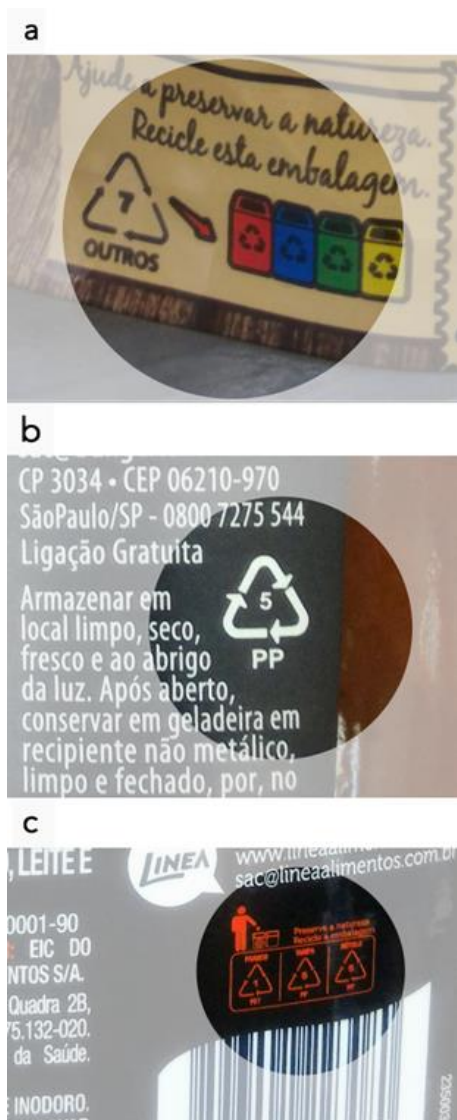 a
Ajude a preservar a natureza.
Recicle esta embalagem.
7
OUTROS
b
CP 3034 • CEP 06210-970
SãoPaulo/SP - 0800 7275 544
Ligação Gratuita
Armazenar em
local limpo, seco,
fresco e ao abrigo
da luz. Após aberto,
conservar em geladeira em
recipiente não metálico,
limpo e fechado, por, no
5
PP
c
, LEITE E
LINEA
www.lineaalimentos.com.br
sac@lineaalimentos.com.br
0001-90
EIC DO
NTOS S/A.
Quadra 2B,
75.132-020.
da Saúde.
E INODORO.
Preserve a natureza
Recicle a embalagem
FRASCO TAMPA RÓTULO
1
PET
PP